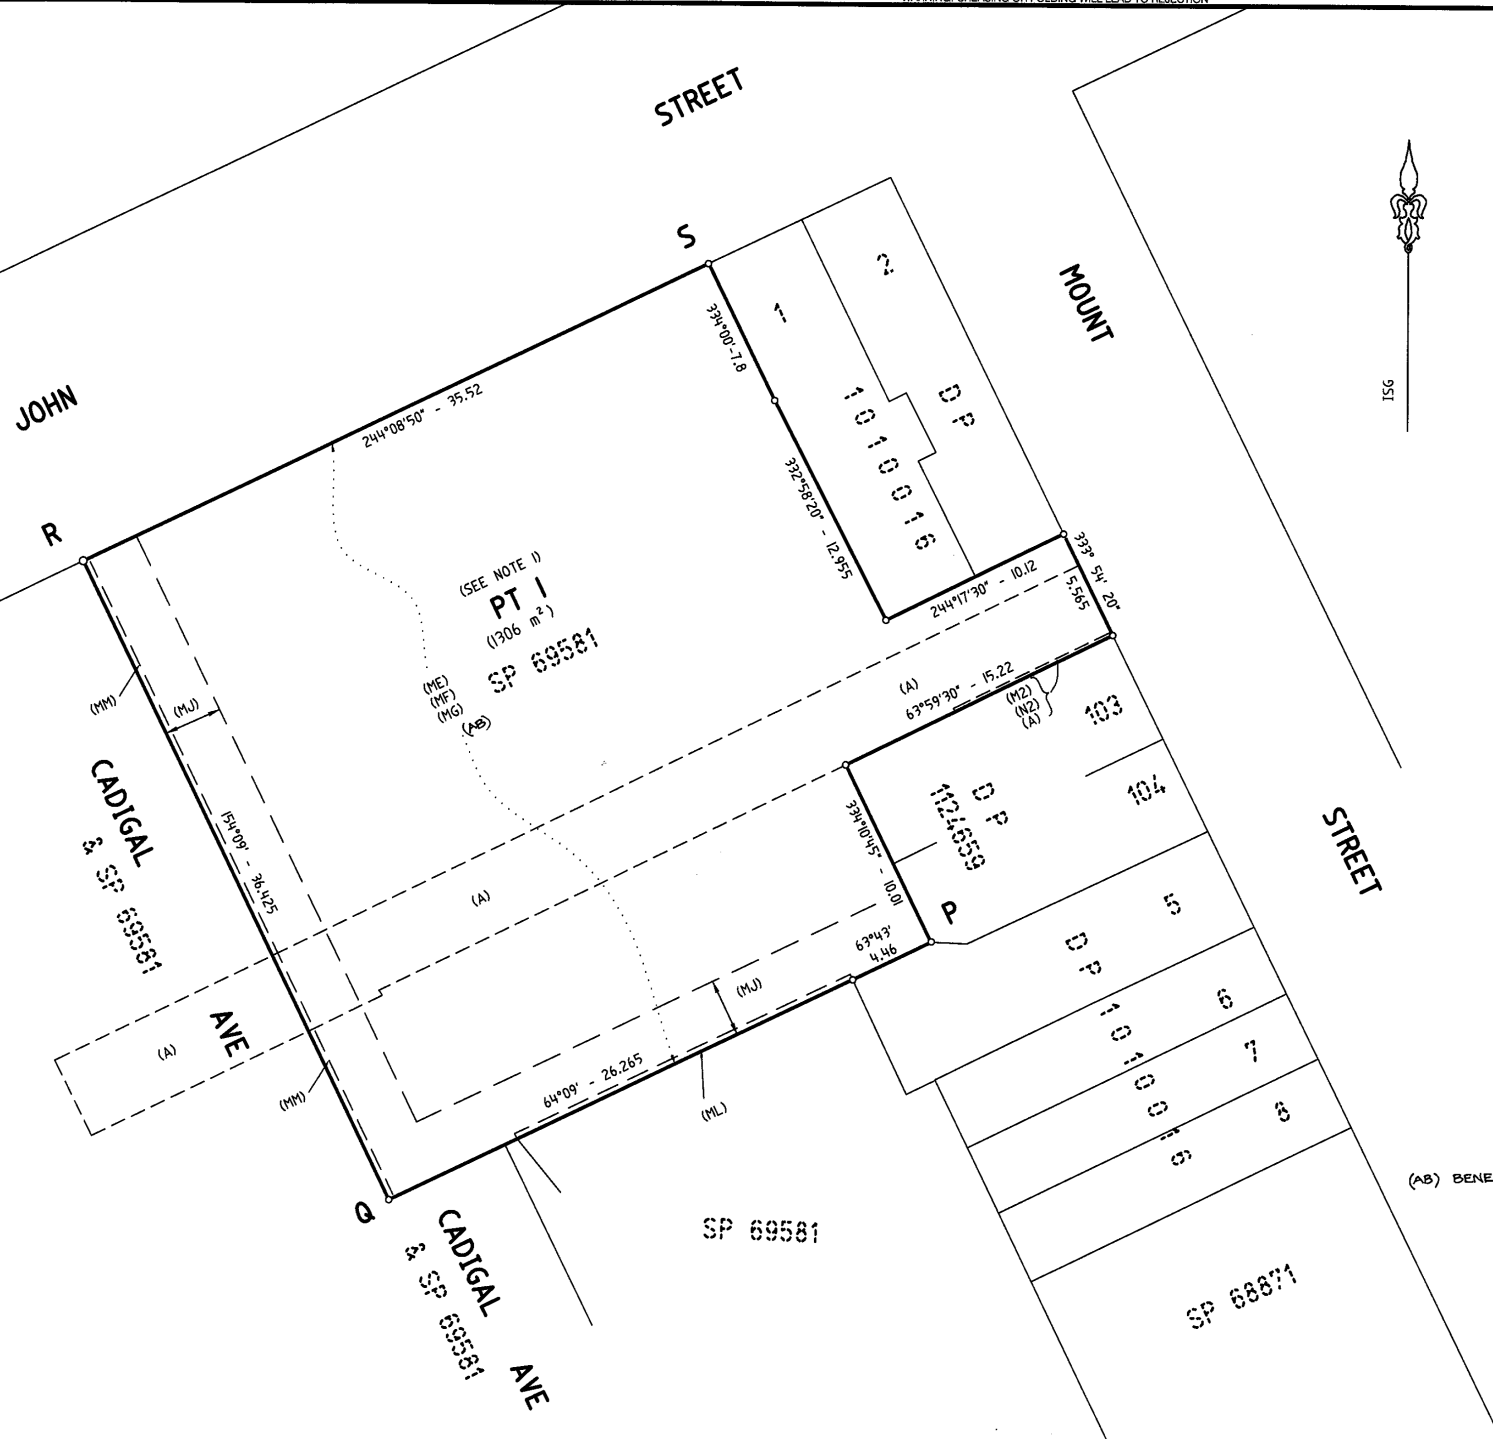 STREET
JOHN
MOUNT
STREET
ISG
S
R
244°08'50" - 35.52
334°00'-7.8
332°58'20" - 12.955
1
2
DP
1010016
244°17'30" - 10.12
333° 54' 20"
5.565
(SEE NOTE 1)
PT 1
(1306 m²)
SP 69581
(ME)
(MF)
(MG)
(AB)
(MM)
(MJ)
(A)
63°59'30" - 15.22
(M2)
(N2)
(A)
103
104
DP
1124659
334°10'45" - 10.01
P
63°43'
4.46
CADIGAL
& SP 69581
AVE
154°09' - 36.425
(A)
(A)
(MM)
(MJ)
64°09' - 26.265
(ML)
Q
CADIGAL
& SP 69581
AVE
SP 69581
5
DP
1010016
6
7
8
SP 68871
(AB) BENE